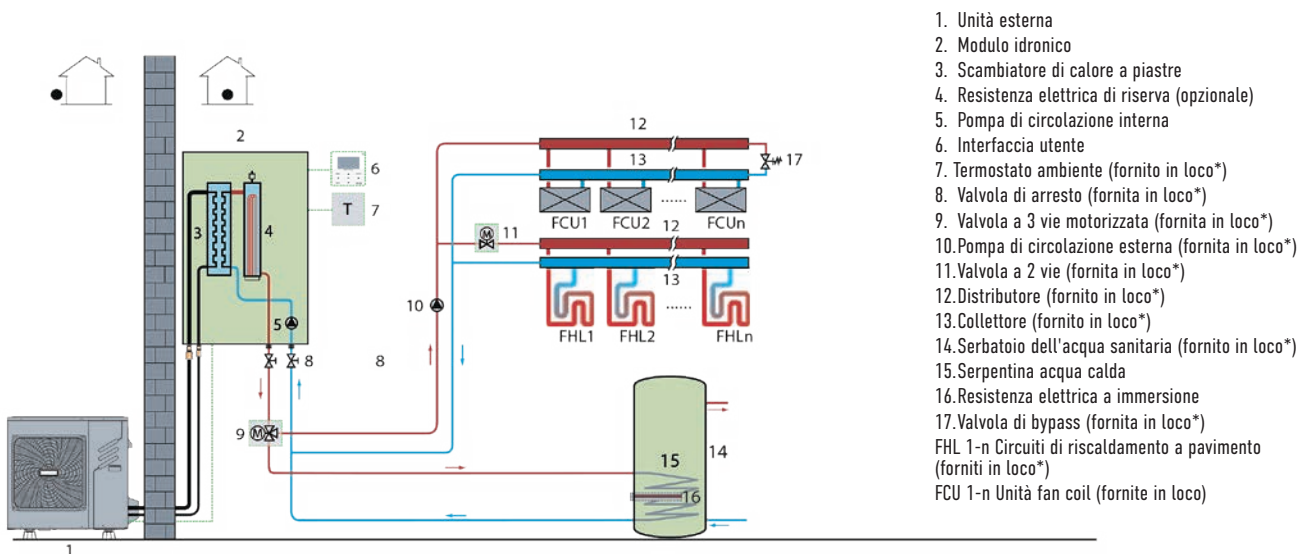 1. Unità esterna
2. Modulo idronico
3. Scambiatore di calore a piastre
4. Resistenza elettrica di riserva (opzionale)
5. Pompa di circolazione interna
6. Interfaccia utente
7. Termostato ambiente (fornito in loco*)
8. Valvola di arresto (fornita in loco*)
9. Valvola a 3 vie motorizzata (fornita in loco*)
10.Pompa di circolazione esterna (fornita in loco*)
11.Valvola a 2 vie (fornita in loco*)
12.Distributore (fornito in loco*)
13.Collettore (fornito in loco*)
14.Serbatoio dell'acqua sanitaria (fornito in loco*)
15.Serpentina acqua calda
16.Resistenza elettrica a immersione
17.Valvola di bypass (fornita in loco*)
FHL 1-n Circuiti di riscaldamento a pavimento
(forniti in loco*)
FCU 1-n Unità fan coil (fornite in loco)
2
12
13
17
6
T 7
3
4
FCU1 FCU2 ...... FCUn
M 11
12
13
10
5
......
FHL1 FHL2 FHLn
8
8
9 M
15
14
16
1